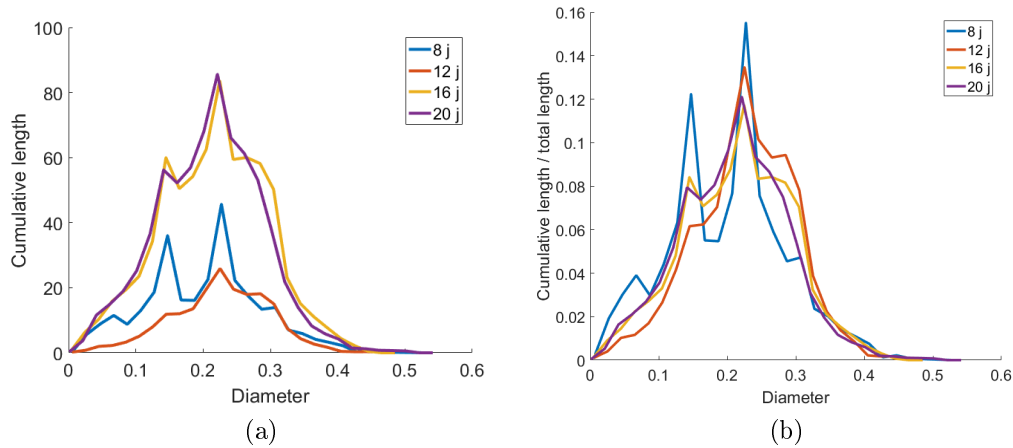 100
80
60
40
20
0
Cumulative length
0 0.1 0.2 0.3 0.4 0.5 0.6
Diameter
8 j
12 j
16 j
20 j
(a)
0.16
0.14
0.12
0.1
0.08
0.06
0.04
0.02
0
Cumulative length / total length
0 0.1 0.2 0.3 0.4 0.5 0.6
Diameter
8 j
12 j
16 j
20 j
(b)